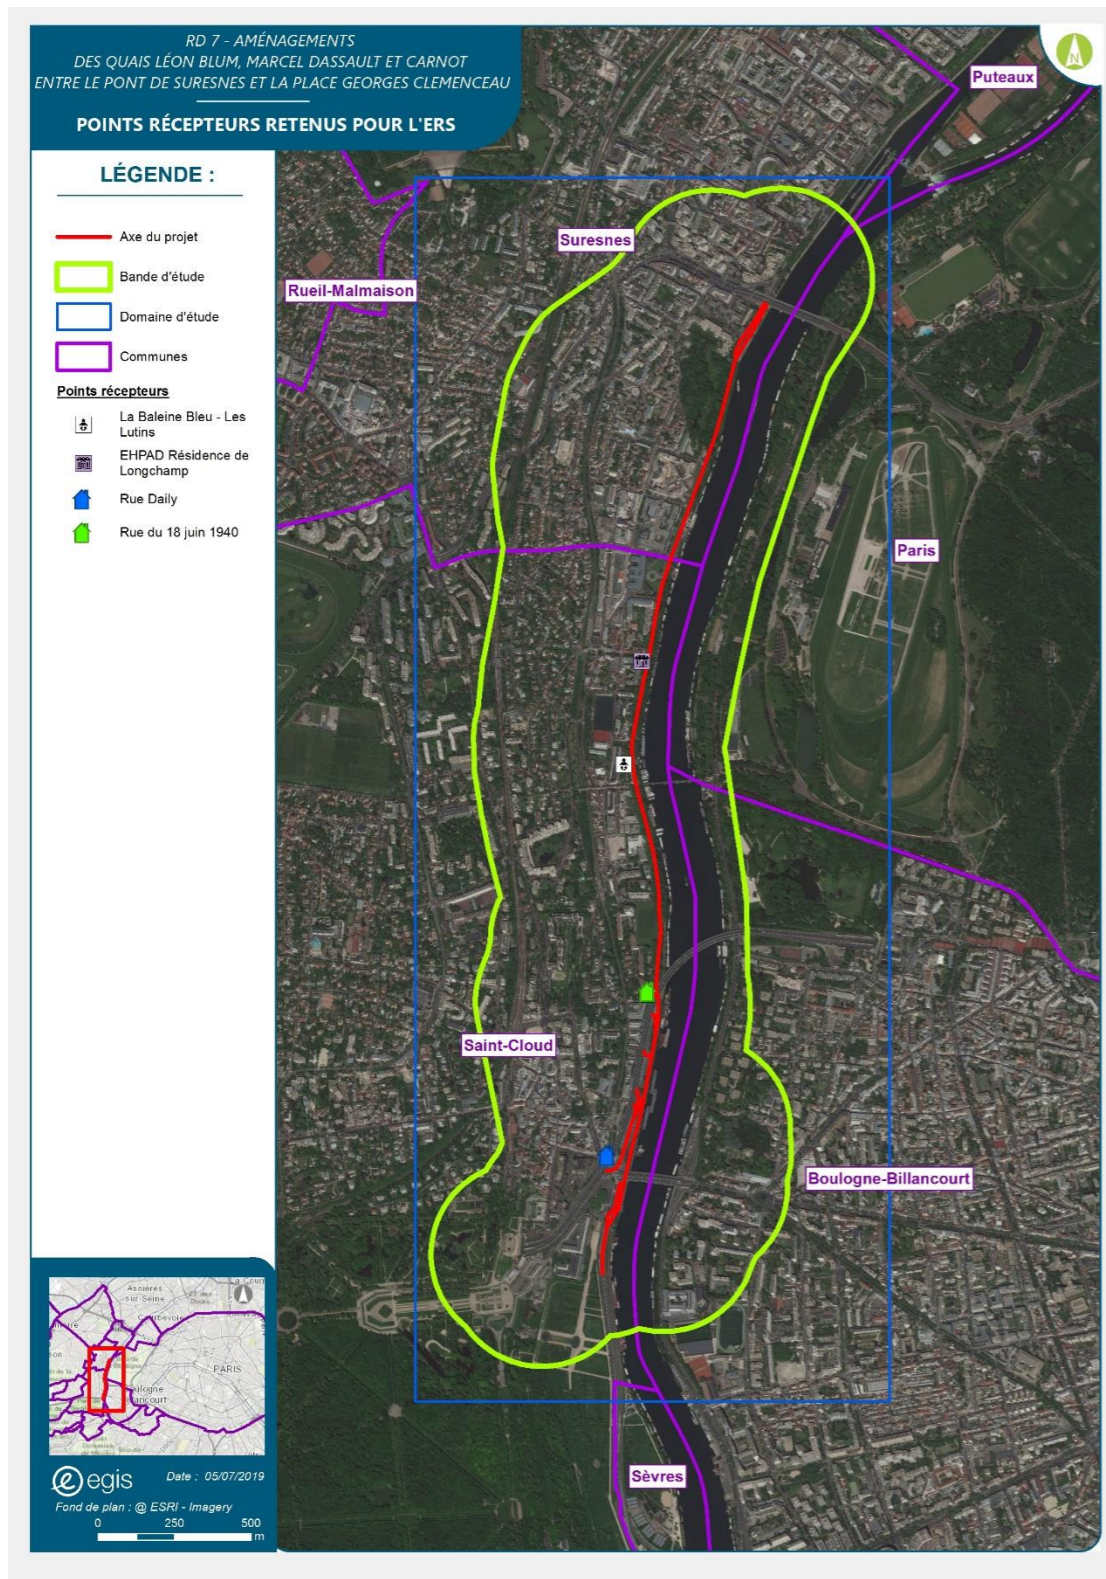 RD 7 - AMÉNAGEMENTS
DES QUAIS LÉON BLUM, MARCEL DASSAULT ET CARNOT
ENTRE LE PONT DE SURESNES ET LA PLACE GEORGES CLEMENCEAU
POINTS RÉCEPTEURS RETENUS POUR L'ERS
LÉGENDE :
Axe du projet
Bande d'étude
Domaine d'étude
Communes
Points récepteurs
La Baleine Bleu - Les
Lutins
EHPAD Résidence de
Longchamp
Rue Daily
Rue du 18 juin 1940
N
Puteaux
Suresnes
Rueil-Malmaison
Paris
Saint-Cloud
Boulogne-Billancourt
Sèvres
Asnières
sur-Seine
Courbevoie
PARIS
egis
Date : 05/07/2019
Fond de plan : @ ESRI - Imagery
0 250 500
m